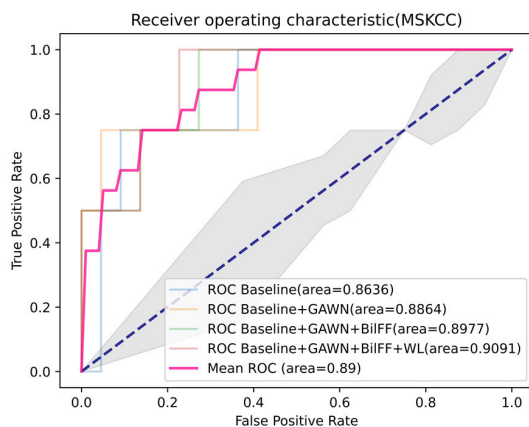 Receiver operating characteristic(MSKCC)
True Positive Rate
1.0
0.8
0.6
0.4
0.2
0.0
ROC Baseline(area=0.8636)
ROC Baseline+GAWN(area=0.8864)
ROC Baseline+GAWN+BilFF(area=0.8977)
ROC Baseline+GAWN+BilFF+WL(area=0.9091)
Mean ROC (area=0.89)
0.0 0.2 0.4 0.6 0.8 1.0
False Positive Rate